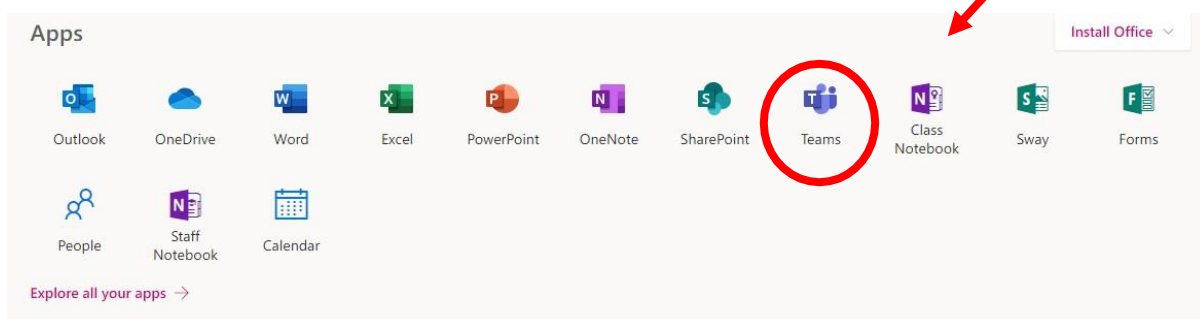 Apps
Install Office
Outlook
OneDrive
Word
Excel
PowerPoint
OneNote
SharePoint
Teams
Class
Notebook
Sway
Forms
People
Staff
Notebook
Calendar
Explore all your apps →